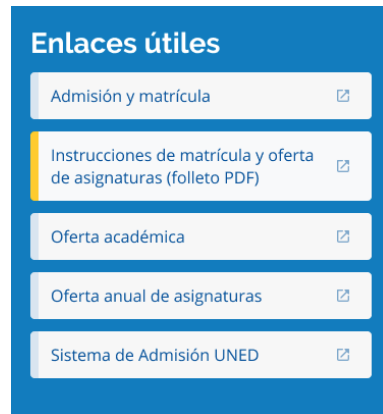 Enlaces útiles
Admisión y matrícula
Instrucciones de matrícula y oferta
de asignaturas (folleto PDF)
Oferta académica
Oferta anual de asignaturas
Sistema de Admisión UNED